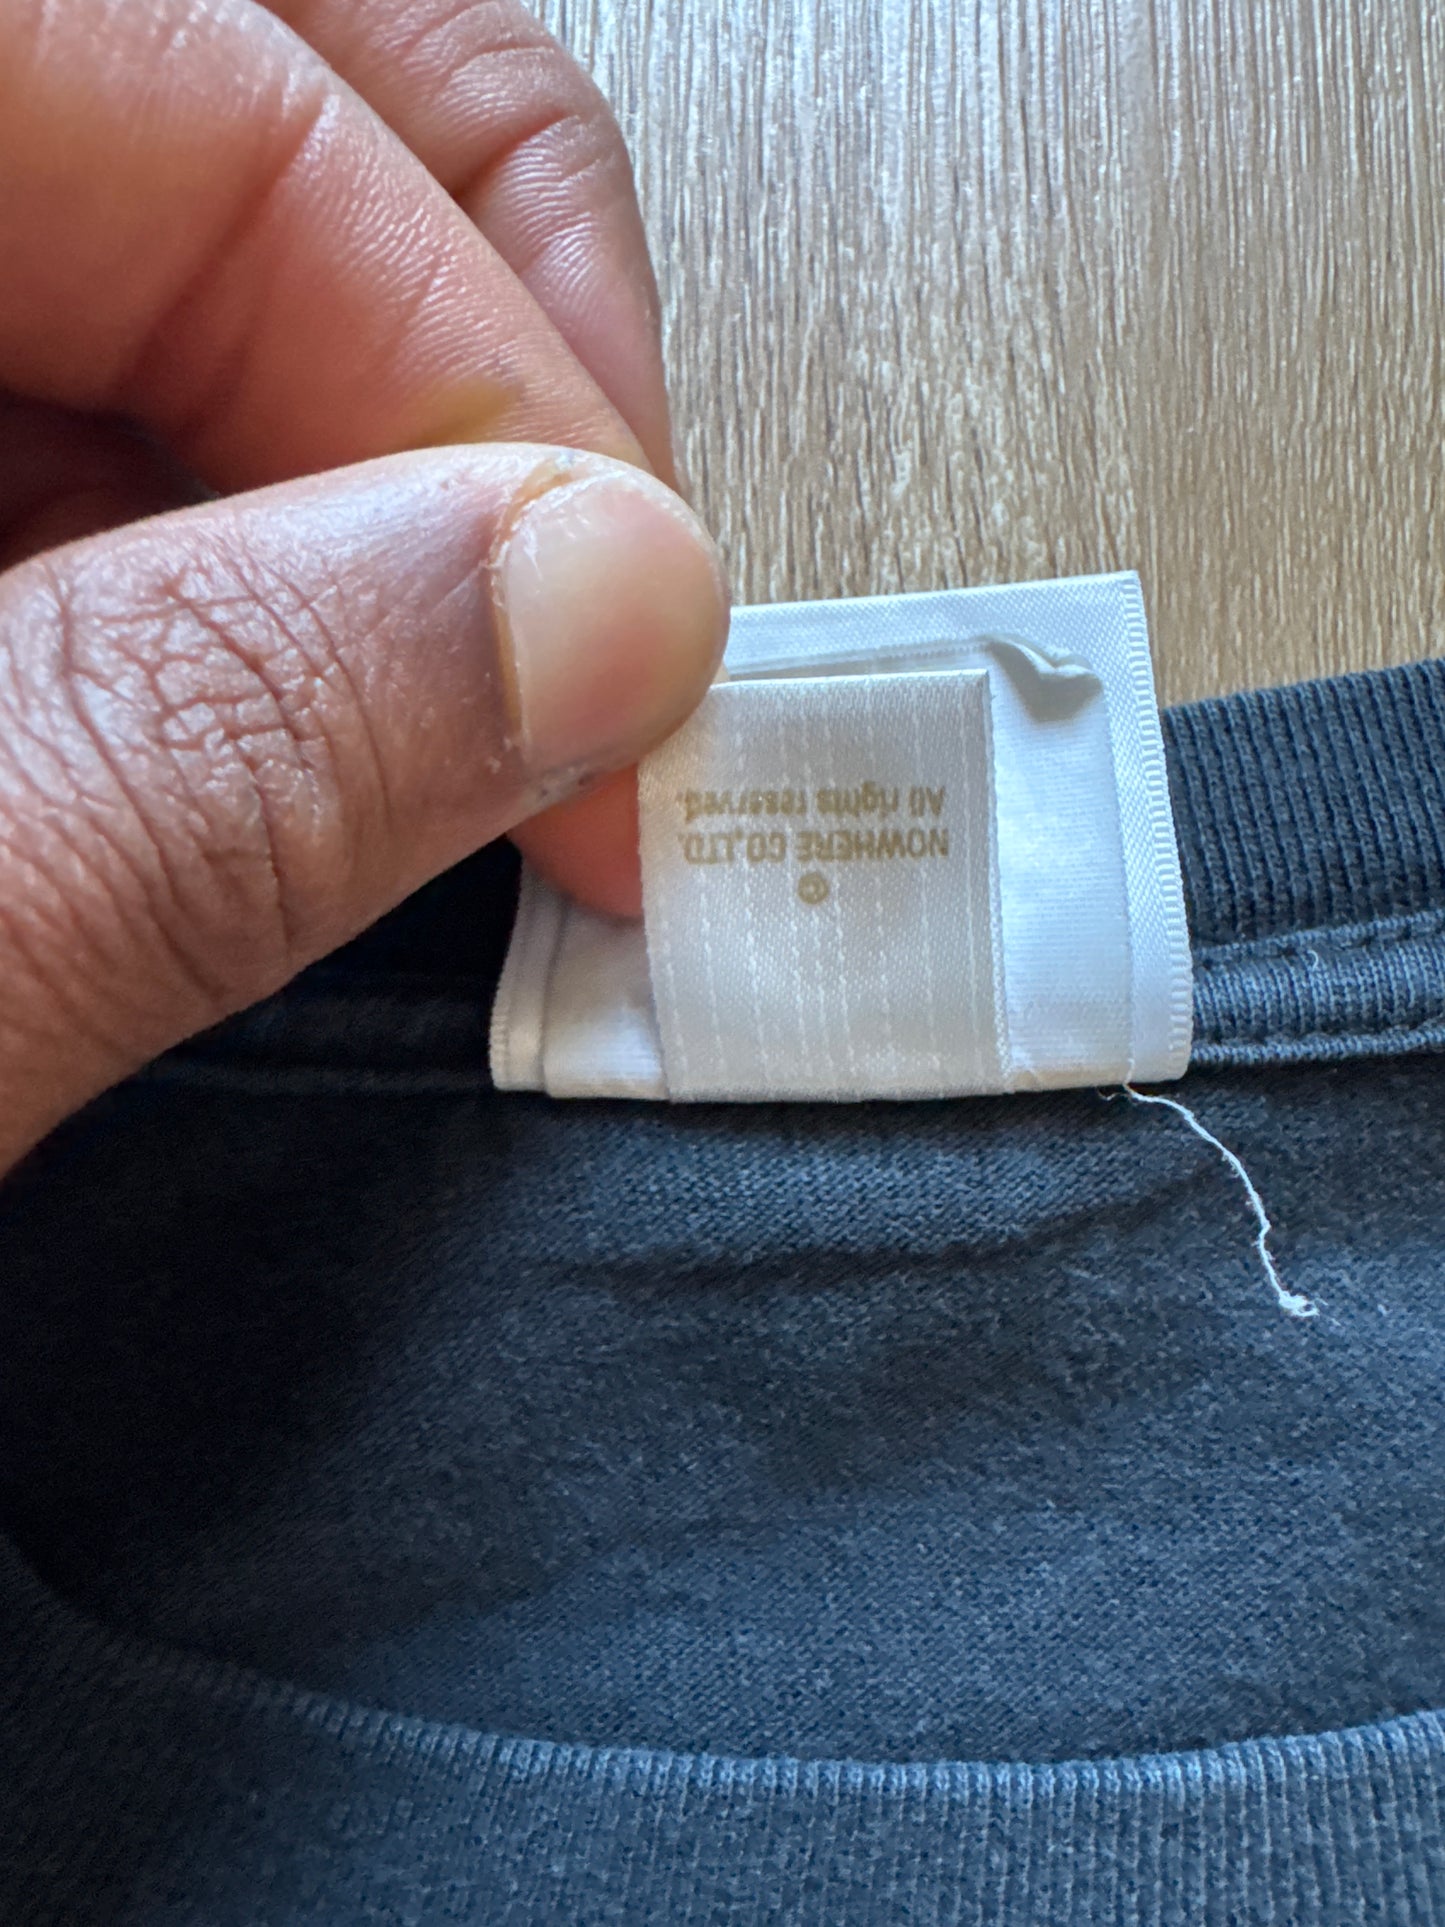 ©
NOWHERE CO.,LTD.
All rights reserved.